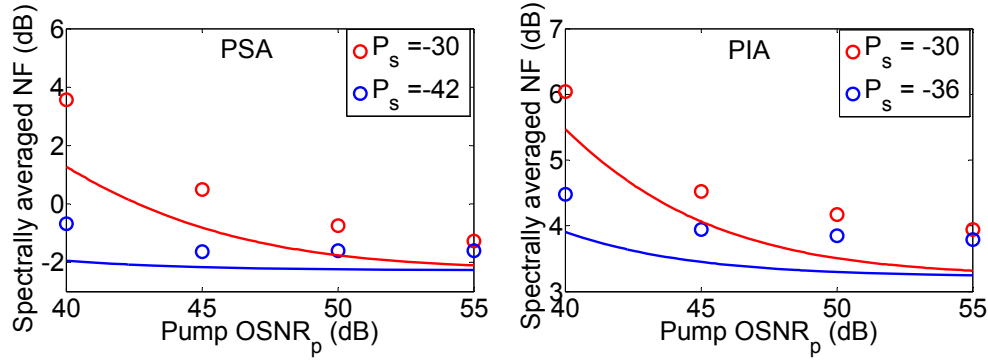 Spectrally averaged NF (dB)
6
4
2
0
-2
40
45
50
55
Pump OSNR_p (dB)
PSA
P_s =-30
P_s =-42
Spectrally averaged NF (dB)
7
6
5
4
3
40
45
50
55
Pump OSNR_p (dB)
PIA
P_s =-30
P_s =-36